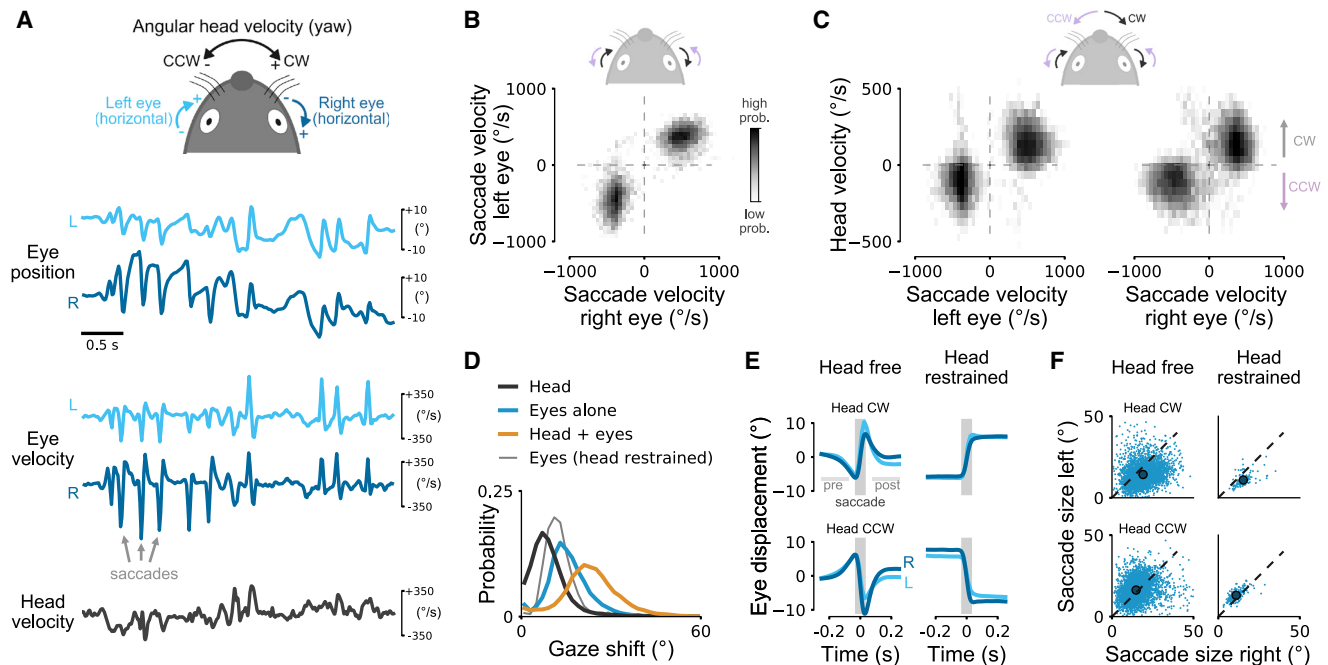 A
Angular head velocity (yaw)
CCW - + CW
Left eye
(horizontal)
+
-
Right eye
(horizontal)
-
+
L
+10
(°)
-10
Eye
position
R
+10
(°)
-10
0.5 s
L
+350
(°/s)
-350
Eye
velocity
R
+350
(°/s)
-350
saccades
Head
velocity
+350
(°/s)
-350
B
Saccade velocity
left eye (°/s)
1000
0
−1000
high
prob.
low
prob.
−1000 0 1000
Saccade velocity
right eye (°/s)
C
CCW CW
Head velocity (°/s)
500
0
−500
CW
CCW
−1000 0 1000
Saccade velocity
left eye (°/s)
−1000 0 1000
Saccade velocity
right eye (°/s)
D
Head
Eyes alone
Head + eyes
Eyes (head restrained)
Probability
0.25
0
0 60
Gaze shift (°)
E
Head free
Head
restrained
Eye displacement (°)
Head CW
10
0
−10
pre post
saccade
Head CCW
10
0
−10
R
L
-0.2 0 0.2
Time (s)
-0.2 0 0.2
Time (s)
F
Head free
Head
restrained
Saccade size left (°)
Head CW
50
0
Head CCW
50
0
0 50
0 50
Saccade size right (°)